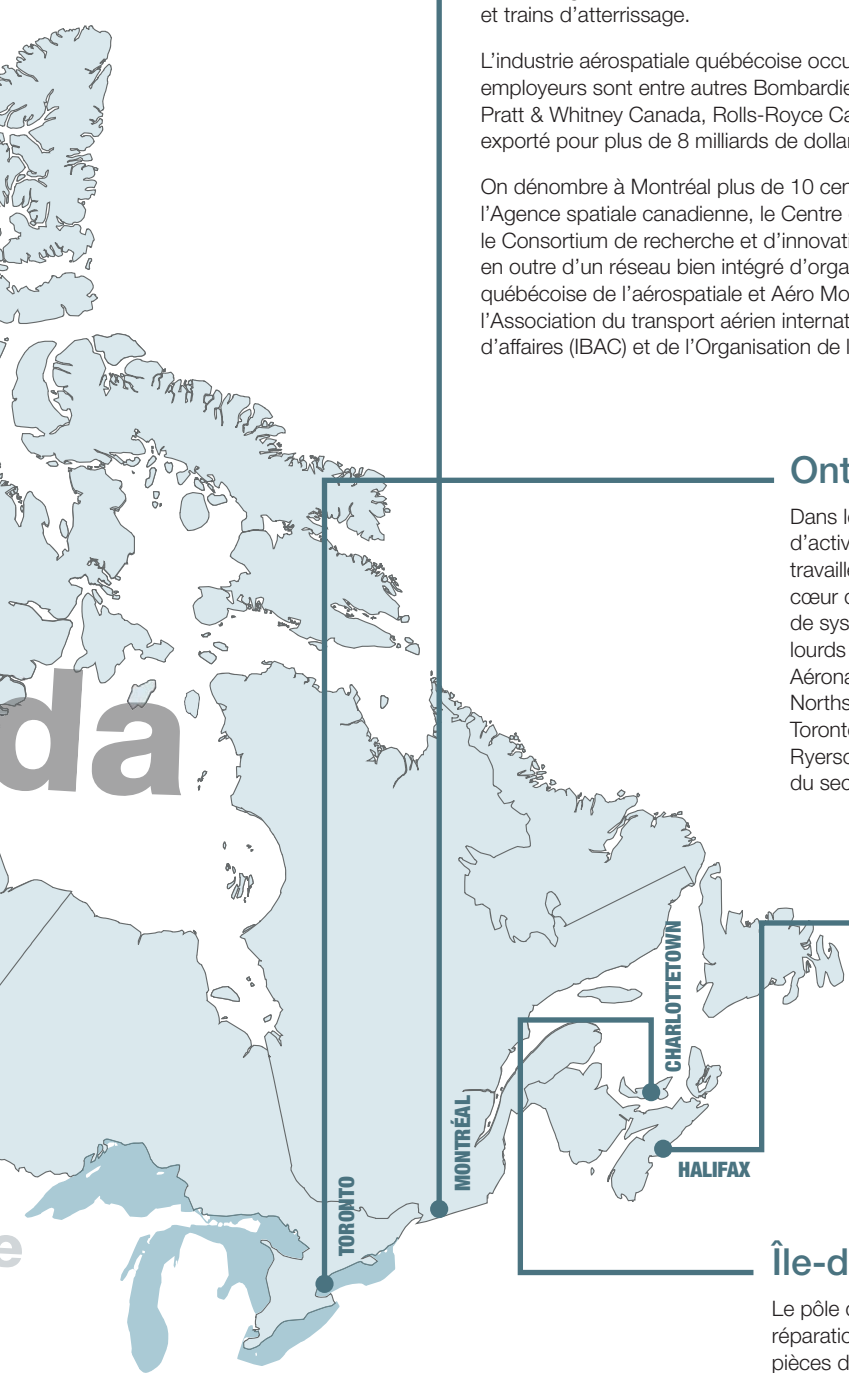 et trains d’atterrissage.
L’industrie aérospatiale québécoise occu
employeurs sont entre autres Bombardie
Pratt & Whitney Canada, Rolls-Royce Ca
exporté pour plus de 8 milliards de dollar
On dénombre à Montréal plus de 10 cen
l’Agence spatiale canadienne, le Centre
le Consortium de recherche et d’innovati
en outre d’un réseau bien intégré d’orga
québécoise de l’aérospatiale et Aéro Mo
l’Association du transport aérien internat
d’affaires (IBAC) et de l’Organisation de l
Ont
Dans le
d’activ
travaille
cœur d
de sys
lourds
Aérona
Norths
Toronto
Ryerso
du sec
da
CHARLOTTETOWN
MONTRÉAL
HALIFAX
TORONTO
e
Île-d
Le pôle d
réparatio
pièces d